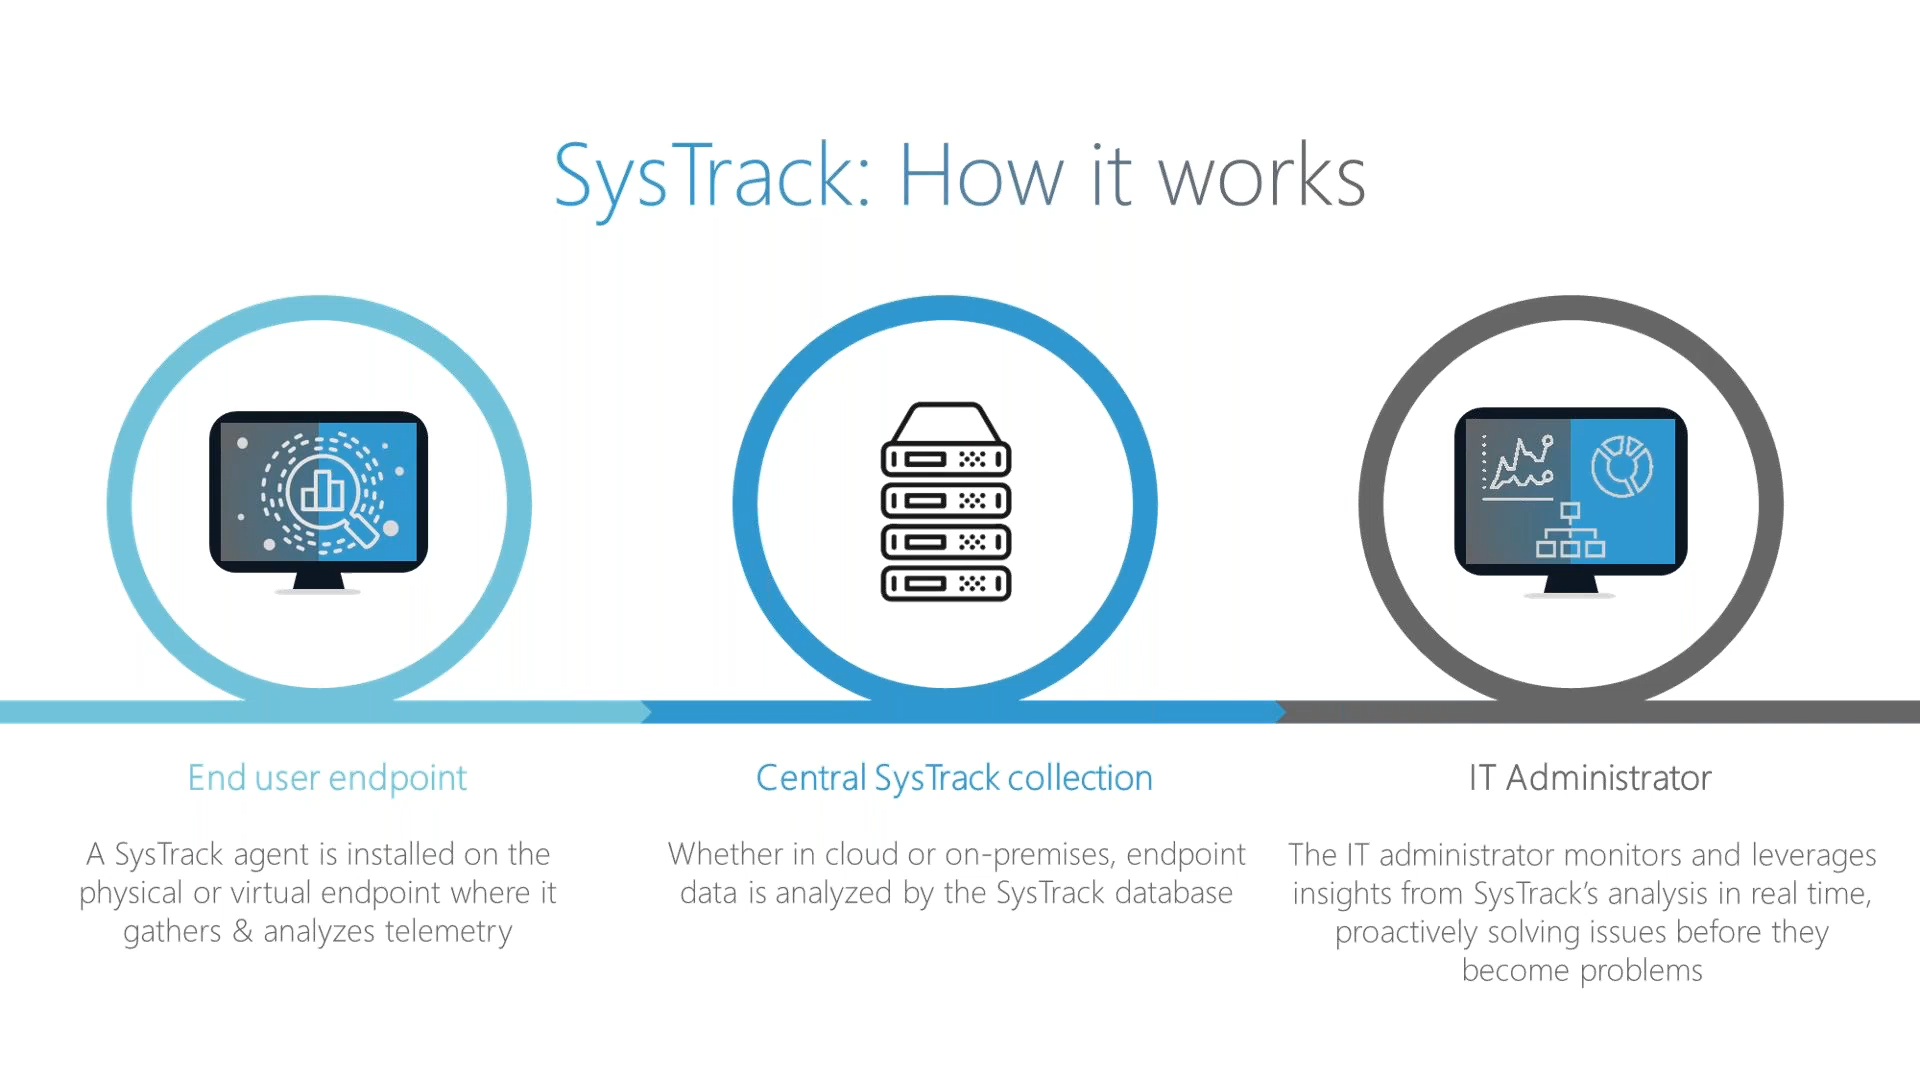 SysTrack: How it works
End user endpoint
A SysTrack agent is installed on the
physical or virtual endpoint where it
gathers & analyzes telemetry
Central SysTrack collection
Whether in cloud or on-premises, endpoint
data is analyzed by the SysTrack database
IT Administrator
The IT administrator monitors and leverages
insights from SysTrack’s analysis in real time,
proactively solving issues before they
become problems